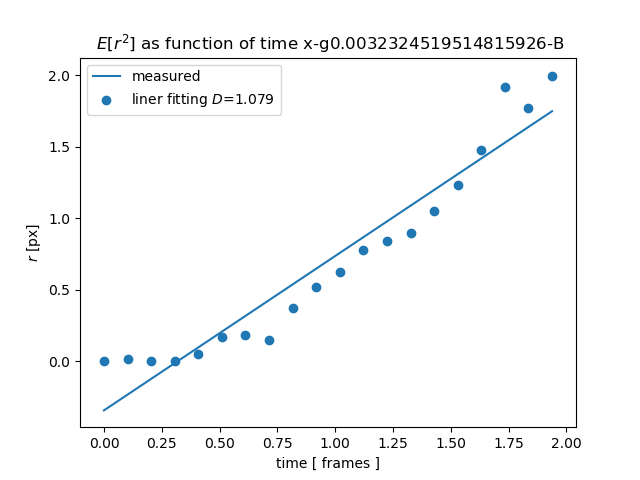 E[r²] as function of time x-g0.0032324519514815926-B
measured
liner fitting D=1.079
2.0
1.5
1.0
0.5
0.0
r [px]
0.00 0.25 0.50 0.75 1.00 1.25 1.50 1.75 2.00
time [ frames ]